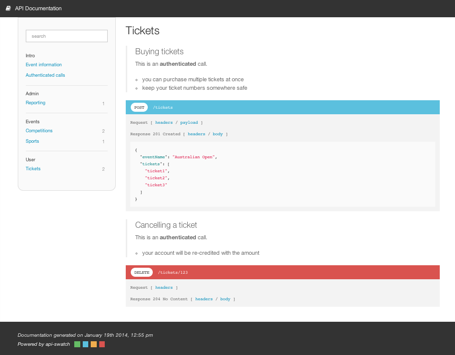 API Documentation
search
Intro
Event information
Authenticated calls
Admin
Reporting 1
Events
Competitions 3
Sports 1
User
Tickets 2
Tickets
Buying tickets
This is an authenticated call.
you can purchase multiple tickets at once
keep your ticket numbers somewhere safe
POST /tickets
Request ( headers / payload )
Response 201 Created ( headers / body )
{
"eventName": "Australian Open",
"tickets": [
"ticket1",
"ticket2",
"ticket3"
]
}
Cancelling a ticket
This is an authenticated call.
your account will be re-credited with the amount
DELETE /tickets/123
Request ( headers )
Response 204 No Content ( headers / body )
Documentation generated on January 19th 2014, 12:55 pm
Powered by api-swatch